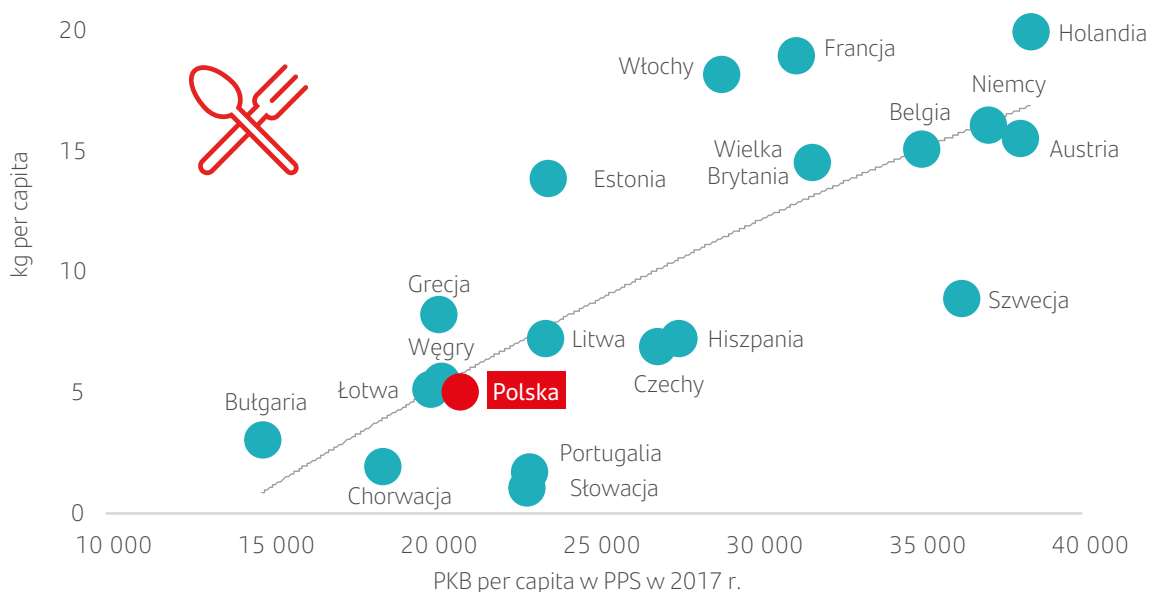 20
15
10
5
0
kg per capita
Holandia
Francja
Włochy
Niemcy
Belgia
Austria
Wielka
Brytania
Estonia
Grecja
Szwecja
Litwa
Hiszpania
Węgry
Czechy
Łotwa
Polska
Bułgaria
Portugalia
Słowacja
Chorwacja
10 000 15 000 20 000 25 000 30 000 35 000 40 000
PKB per capita w PPS w 2017 r.